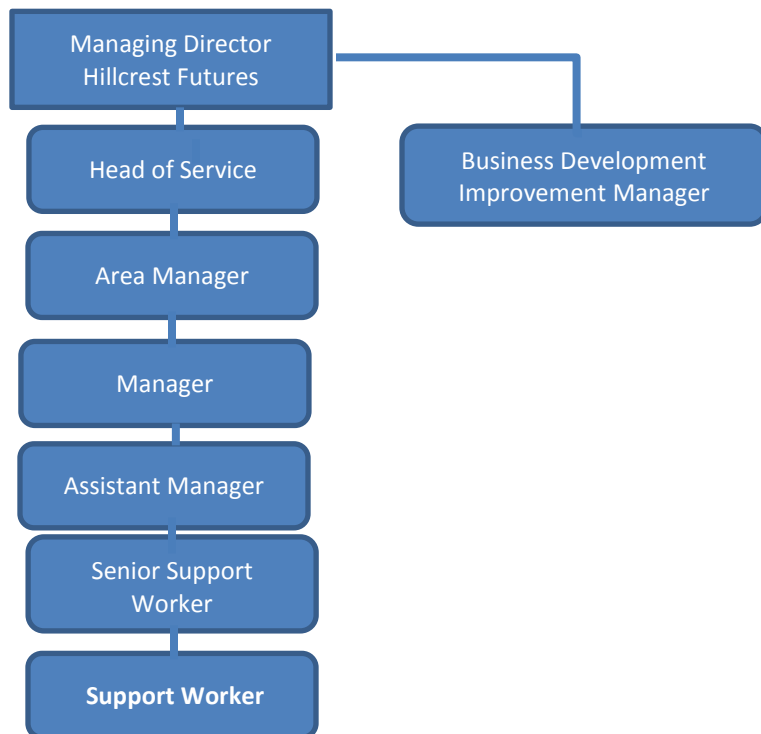 Managing Director
Hillcrest Futures
Head of Service
Business Development
Improvement Manager
Area Manager
Manager
Assistant Manager
Senior Support
Worker
Support Worker